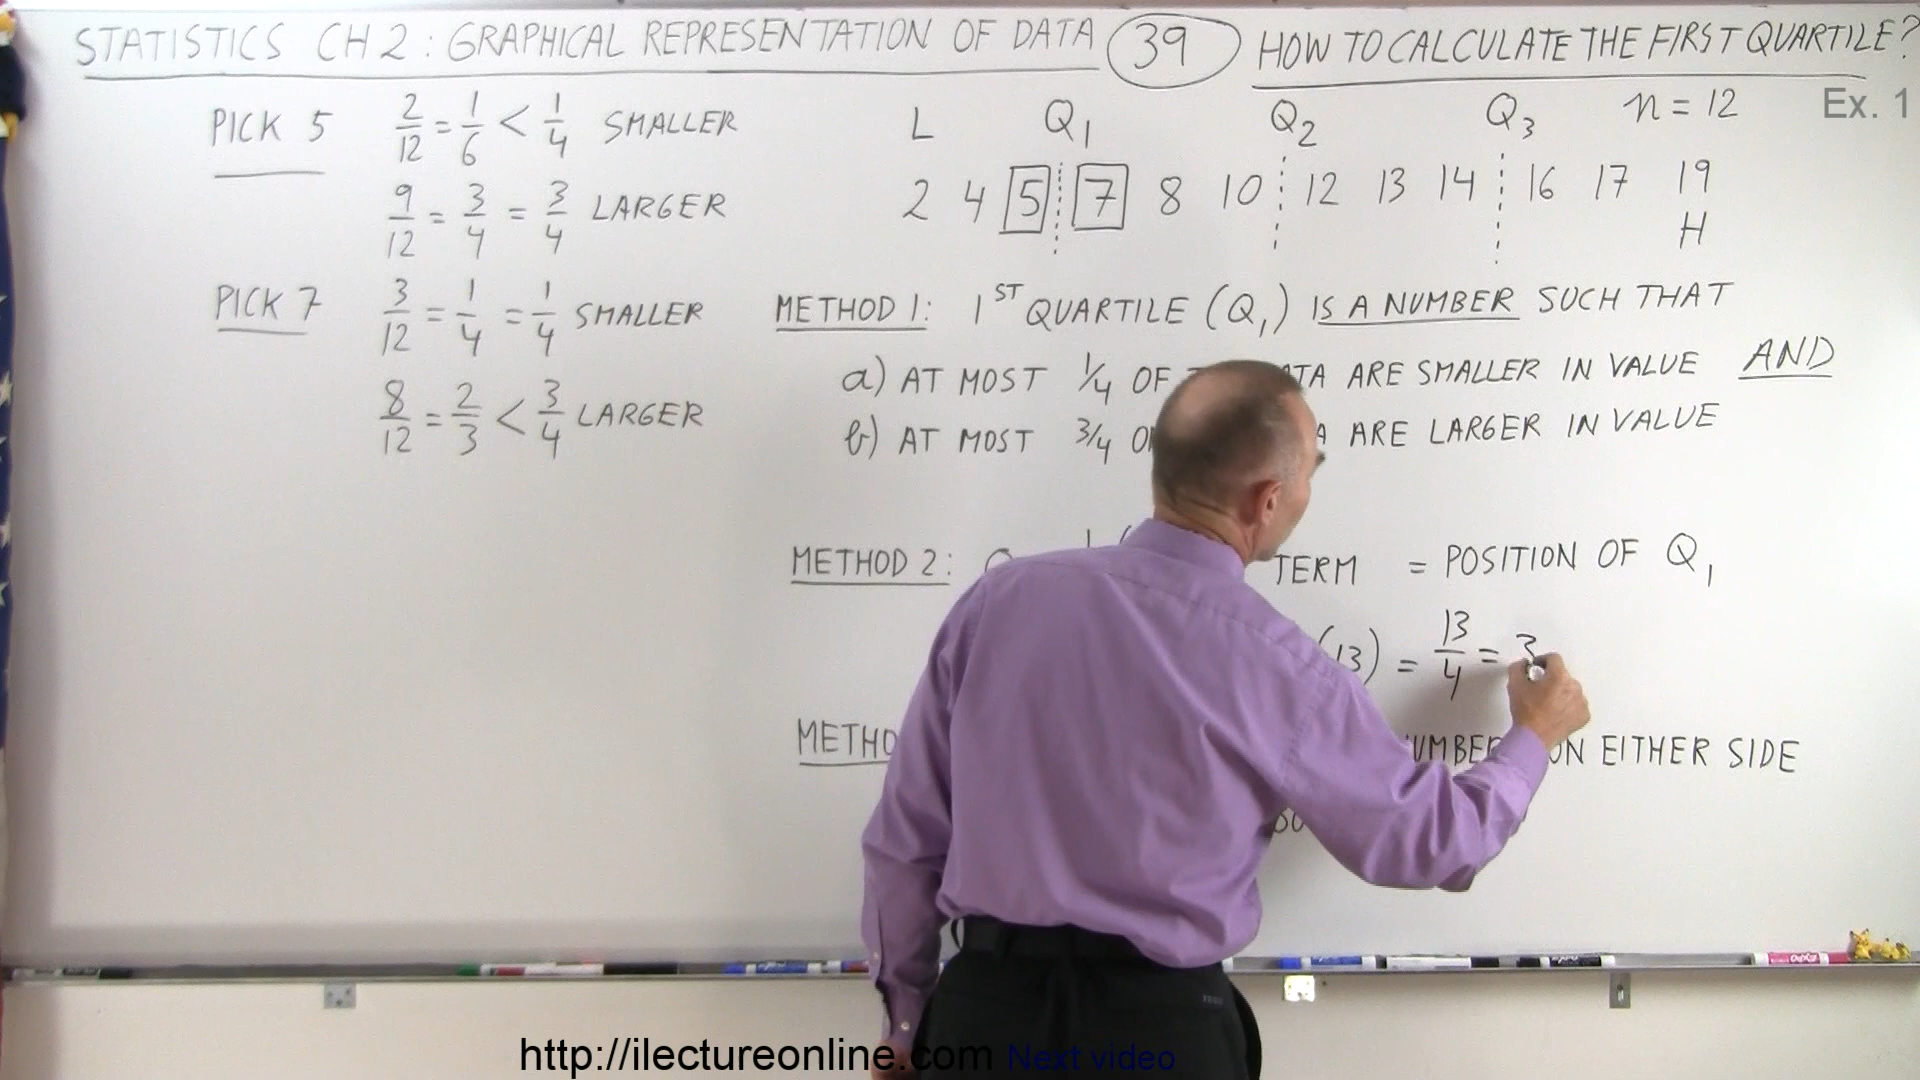 STATISTICS CH 2 : GRAPHICAL REPRESENTATION OF DATA 39 HOW TO CALCULATE THE FIRST QUARTILE?
Ex. 1
PICK 5 2/12 = 1/6 < 1/4 SMALLER
9/12 = 3/4 = 3/4 LARGER
PICK 7 3/12 = 1/4 = 1/4 SMALLER
8/12 = 2/3 < 3/4 LARGER
L Q1 Q2 Q3 n = 12
2 4 5 7 8 10 12 13 14 16 17 19
H
METHOD 1: 1ST QUARTILE (Q1) IS A NUMBER SUCH THAT
a) AT MOST 1/4 OF ARE SMALLER IN VALUE AND
b) AT MOST 3/4 ARE LARGER IN VALUE
METHOD 2: TERM = POSITION OF Q1
(13) = 13/4 = 3
ON EITHER SIDE
http://ilectureonline.com Next video